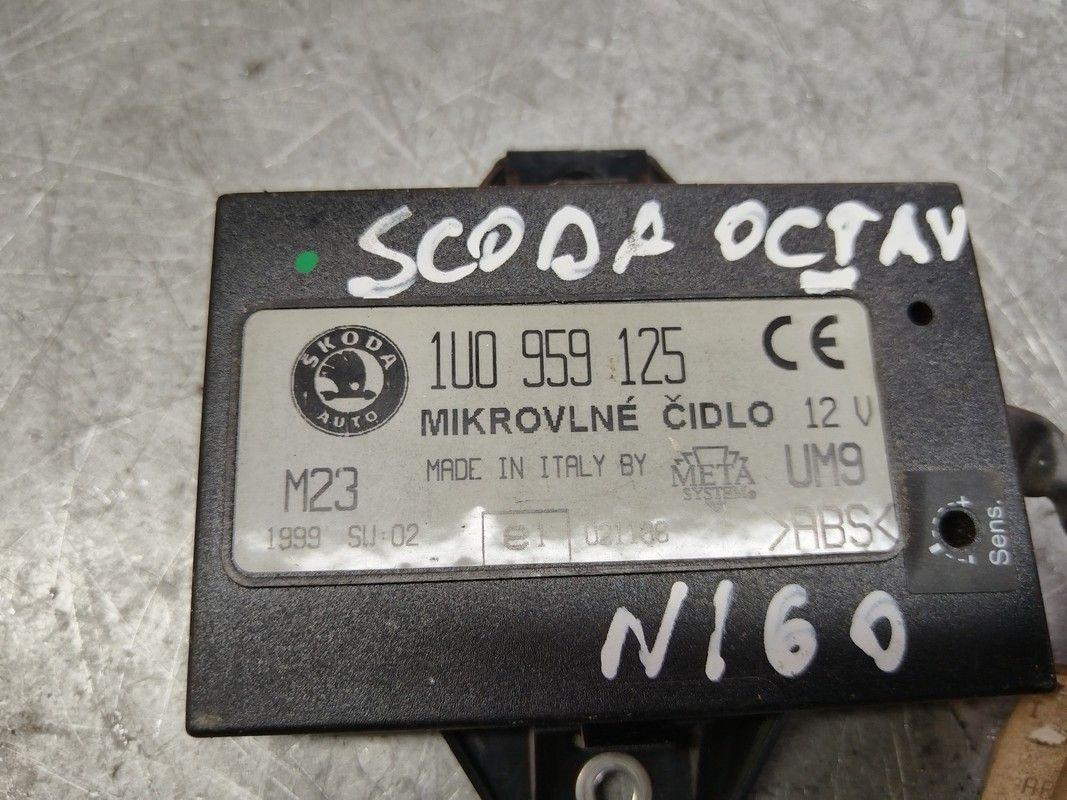 SCODA OCTAV
ŠKODA
AUTO
1U0 959 125
CE
MIKROVLNÉ ČIDLO 12 V
MADE IN ITALY BY
META
SYSTEM®
UM9
M23
1999 SW:02
e1
>ABS<
+
Sens.
N160